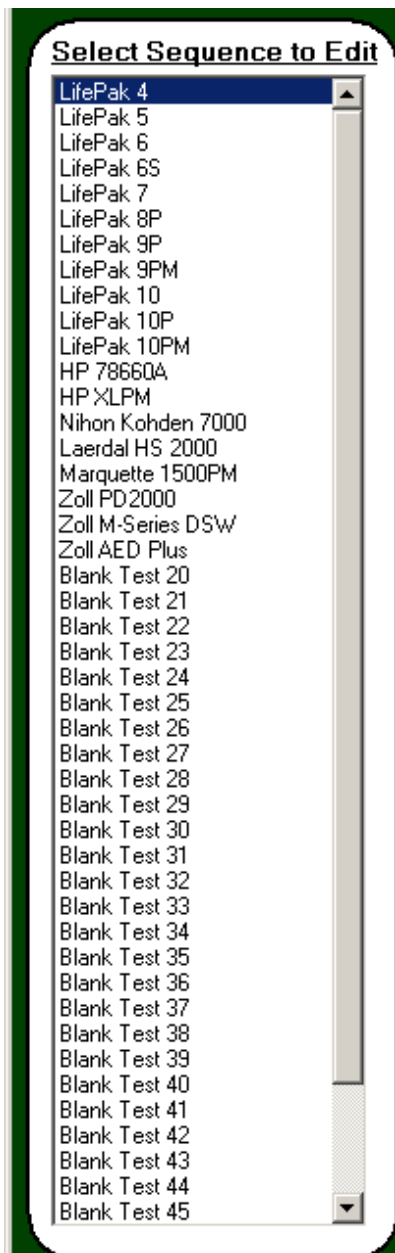 Select Sequence to Edit
LifePak 4
LifePak 5
LifePak 6
LifePak 6S
LifePak 7
LifePak 8P
LifePak 9P
LifePak 9PM
LifePak 10
LifePak 10P
LifePak 10PM
HP 78660A
HP XLPM
Nihon Kohden 7000
Laerdal HS 2000
Marquette 1500PM
Zoll PD2000
Zoll M-Series DSW
Zoll AED Plus
Blank Test 20
Blank Test 21
Blank Test 22
Blank Test 23
Blank Test 24
Blank Test 25
Blank Test 26
Blank Test 27
Blank Test 28
Blank Test 29
Blank Test 30
Blank Test 31
Blank Test 32
Blank Test 33
Blank Test 34
Blank Test 35
Blank Test 36
Blank Test 37
Blank Test 38
Blank Test 39
Blank Test 40
Blank Test 41
Blank Test 42
Blank Test 43
Blank Test 44
Blank Test 45